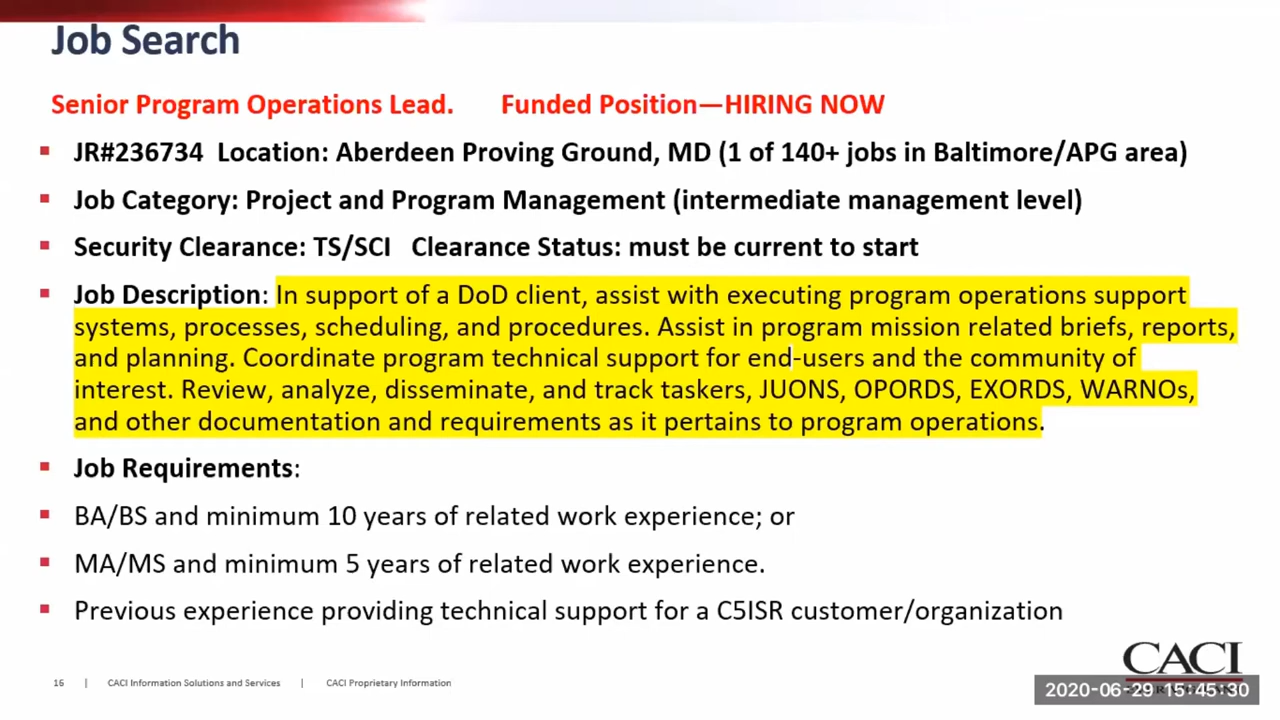 Job Search
Senior Program Operations Lead. Funded Position—HIRING NOW
JR#236734 Location: Aberdeen Proving Ground, MD (1 of 140+ jobs in Baltimore/APG area)
Job Category: Project and Program Management (intermediate management level)
Security Clearance: TS/SCI Clearance Status: must be current to start
Job Description: In support of a DoD client, assist with executing program operations support
systems, processes, scheduling, and procedures. Assist in program mission related briefs, reports,
and planning. Coordinate program technical support for end-users and the community of
interest. Review, analyze, disseminate, and track taskers, JUONS, OPORDS, EXORDS, WARNOs,
and other documentation and requirements as it pertains to program operations.
Job Requirements:
BA/BS and minimum 10 years of related work experience; or
MA/MS and minimum 5 years of related work experience.
Previous experience providing technical support for a C5ISR customer/organization
CACI
16 | CACI Information Solutions and Services | CACI Proprietary Information
2020-06-29 15:45:30